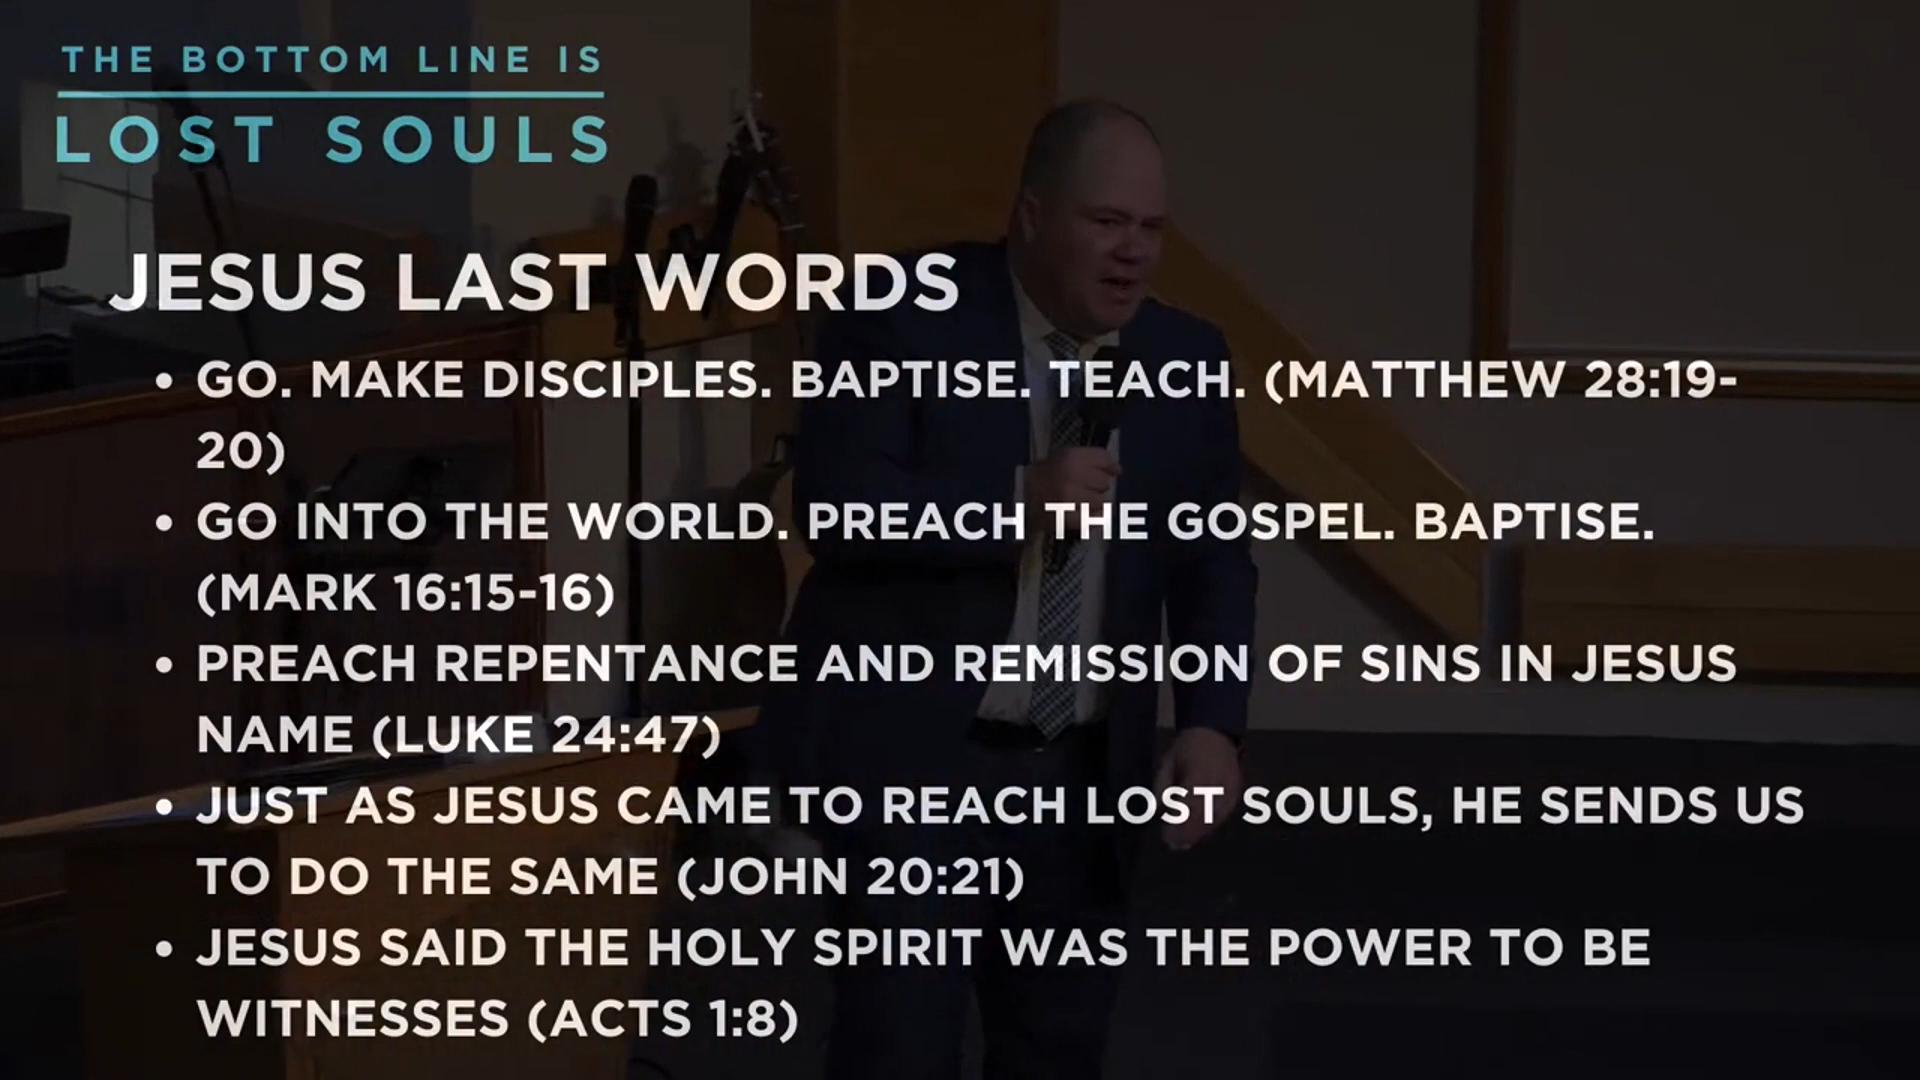 THE BOTTOM LINE IS
LOST SOULS
JESUS LAST WORDS
• GO. MAKE DISCIPLES. BAPTISE. TEACH. (MATTHEW 28:19-
20)
• GO INTO THE WORLD. PREACH THE GOSPEL. BAPTISE.
(MARK 16:15-16)
• PREACH REPENTANCE AND REMISSION OF SINS IN JESUS
NAME (LUKE 24:47)
• JUST AS JESUS CAME TO REACH LOST SOULS, HE SENDS US
TO DO THE SAME (JOHN 20:21)
• JESUS SAID THE HOLY SPIRIT WAS THE POWER TO BE
WITNESSES (ACTS 1:8)